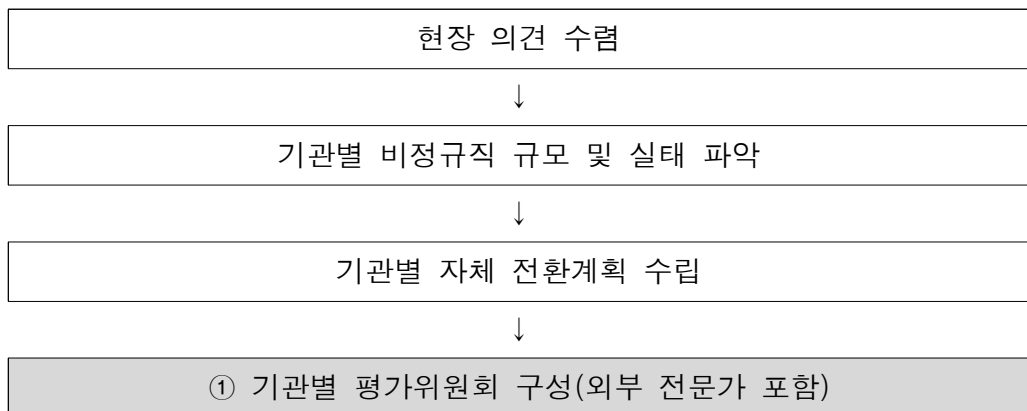 현장 의견 수렴
↓
기관별 비정규직 규모 및 실태 파악
↓
기관별 자체 전환계획 수립
↓
① 기관별 평가위원회 구성(외부 전문가 포함)